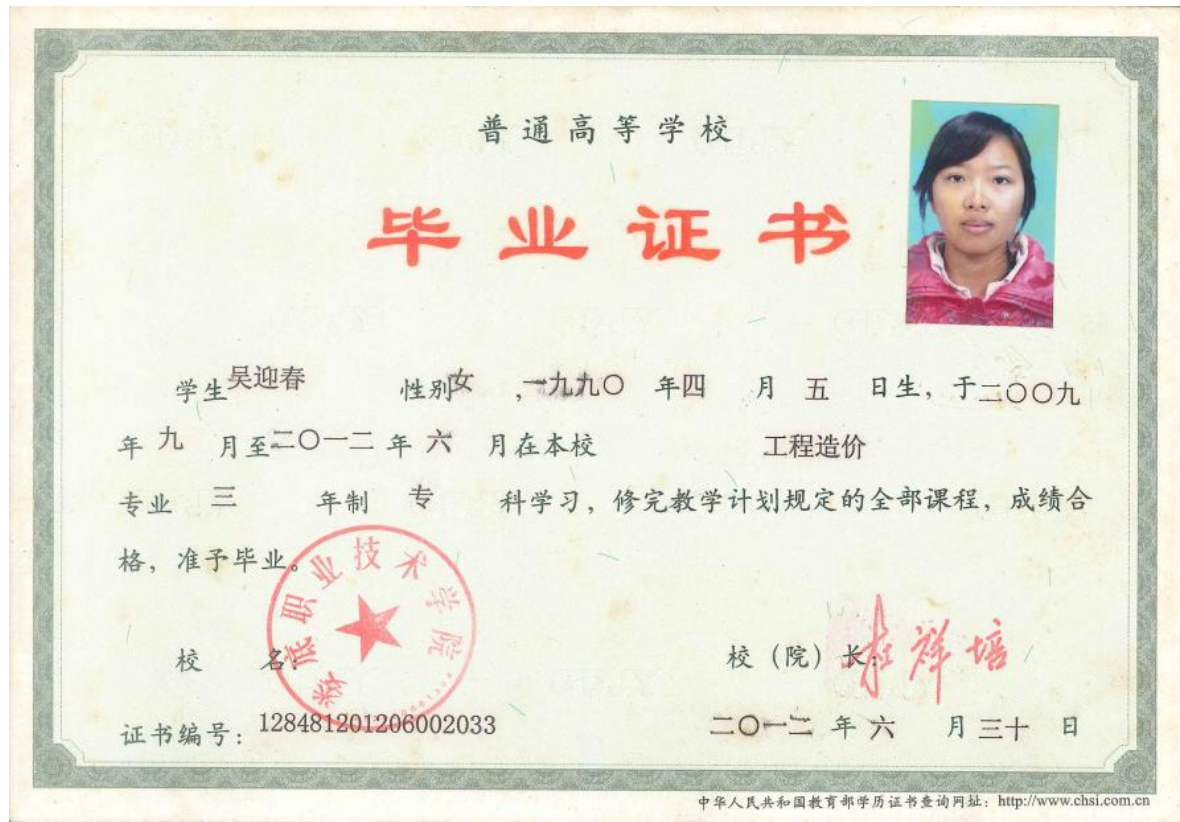 普通高等学校
毕业证书
学生吴迎春 性别女，一九九〇年四月五日生，于二〇〇九
年九月至二〇一二年六月在本校 工程造价
专业三年制专科学习，修完教学计划规定的全部课程，成绩合
格，准予毕业。
娄底职业技术学院
校 名： 校（院）长：
祥培
证书编号：128481201206002033 二〇一二年六月三十日
中华人民共和国教育部学历证书查询网址：http://www.chsi.com.cn